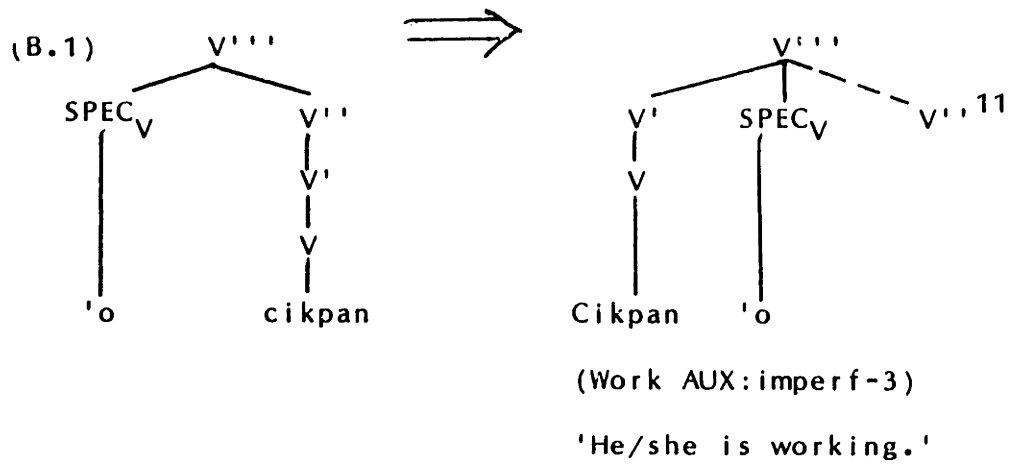 (B.1) V''' V'''
SPEC_V V'' V' SPEC_V V'' 11
V' V
V
'o cikpan Cikpan 'o
(Work AUX:imperf-3)
'He/she is working.'